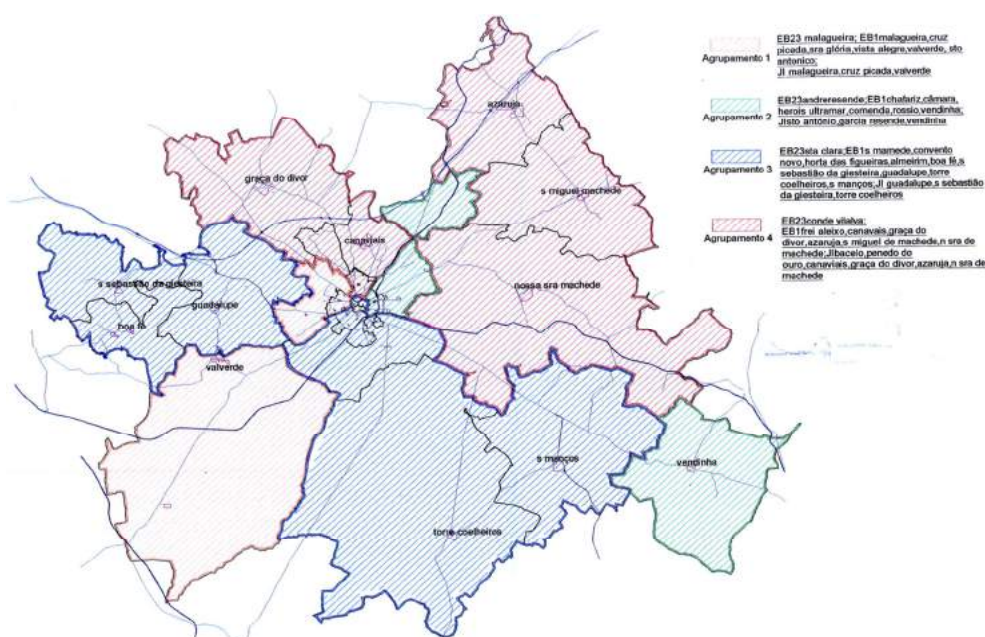 azaruja
graça do divor
s miguel machede
canaviais
nossa sra machede
s sebastião da giesteira
guadalupe
boa fé
valverde
s manços
vendinha
torre coelheiros
Agrupamento 1
EB23 malagueira; EB1malagueira,cruz
picada,sra glória,vista alegre,valverde, sto
antonico;
JI malagueira,cruz picada,valverde
Agrupamento 2
EB23andreresende;EB1chafariz,câmara,
herois ultramar,comenda,rossio,vendinha;
JIsto antónio,garcia resende,vendinha
Agrupamento 3
EB23sta clara;EB1s mamede,convento
novo,horta das figueiras,almeirim,boa fé,s
sebastião da giesteira,guadalupe,torre
coelheiros,s manços;JI guadalupe,s sebastião
da giesteira,torre coelheiros
Agrupamento 4
EB23conde vilalva;
EB1frei aleixo,canavais,graça do
divor,azaruja,s miguel de machede,n sra de
machede;JIbacelo,penedo do
ouro,canaviais,graça do divor,azaruja,n sra de
machede